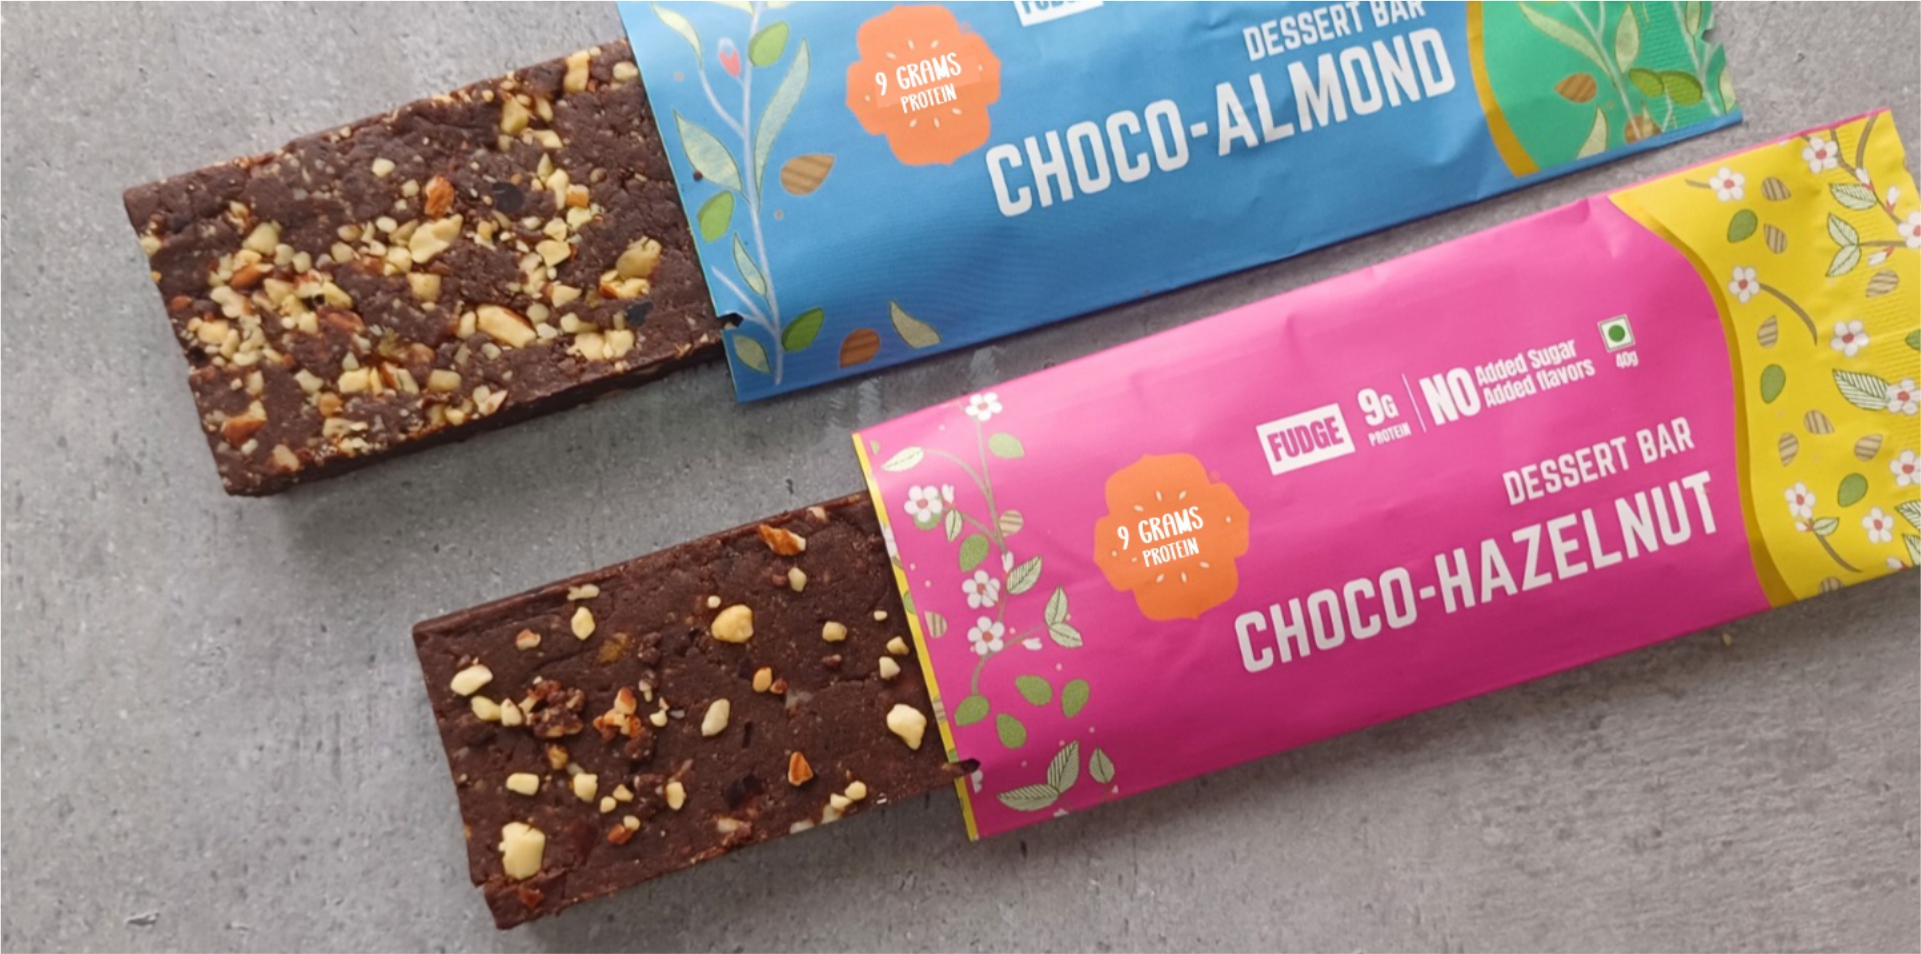 DESSERT BAR
CHOCO-ALMOND
9 GRAMS
PROTEIN
FUDGE
9G
PROTEIN
NO
Added Sugar
Added flavors
40g
DESSERT BAR
CHOCO-HAZELNUT
9 GRAMS
PROTEIN